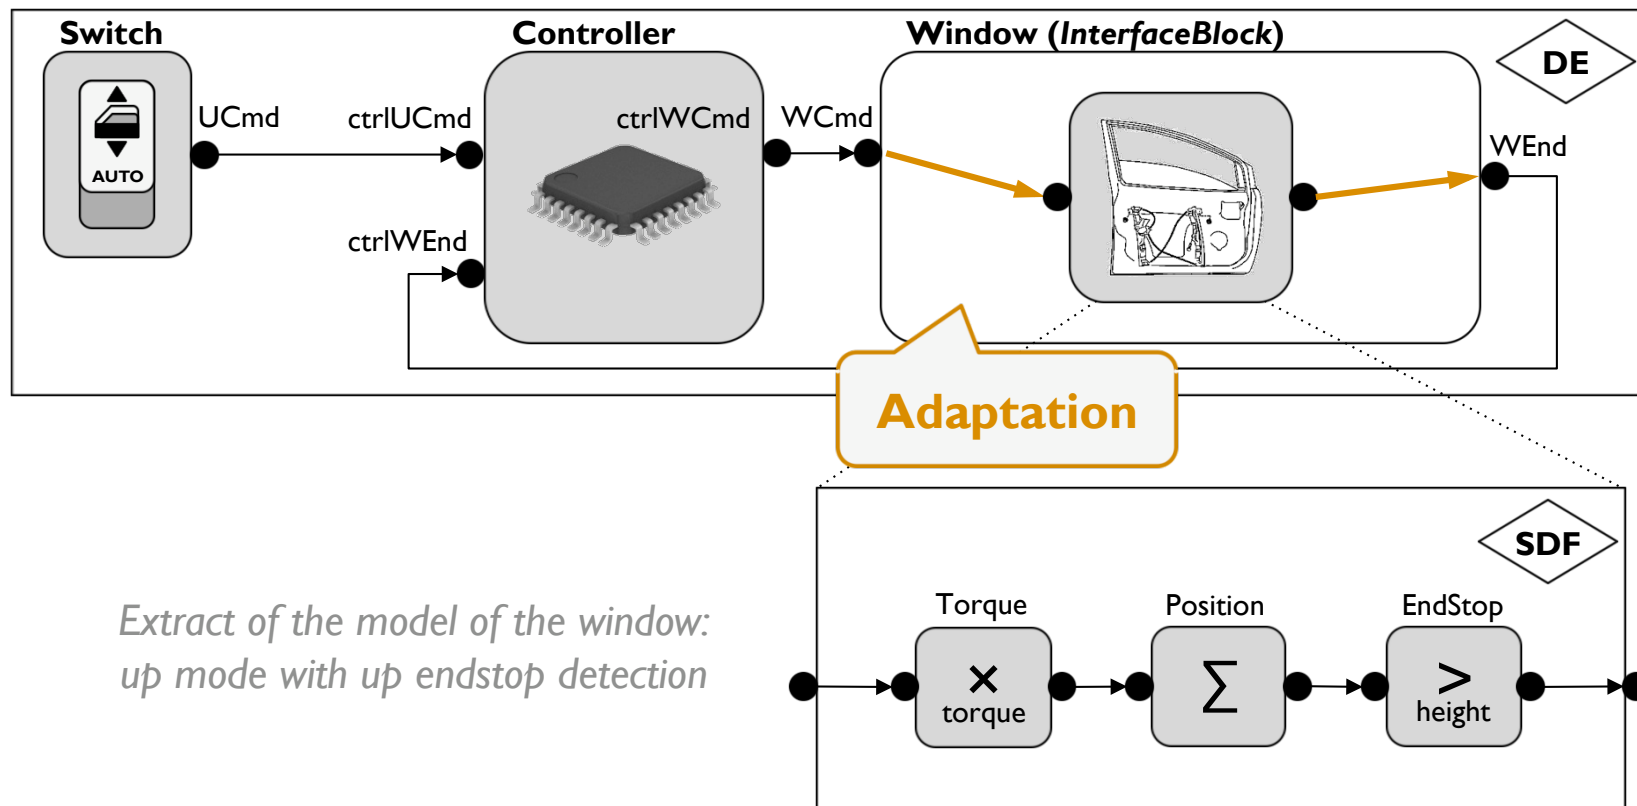 Switch
Controller
Window (InterfaceBlock)
DE
UCmd
ctrlUCmd
ctrlWCmd
WCmd
WEnd
AUTO
ctrlWEnd
Adaptation
SDF
Extract of the model of the window:
up mode with up endstop detection
Torque
Position
EndStop
×
torque
∑
>
height